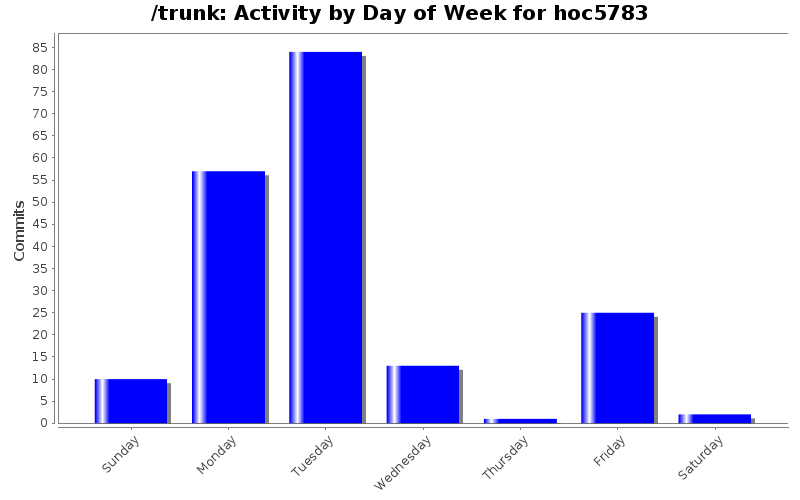 /trunk: Activity by Day of Week for hoc5783
85
80
75
70
65
60
55
50
45
40
35
30
25
20
15
10
5
0
Commits
Sunday
Monday
Tuesday
Wednesday
Thursday
Friday
Saturday